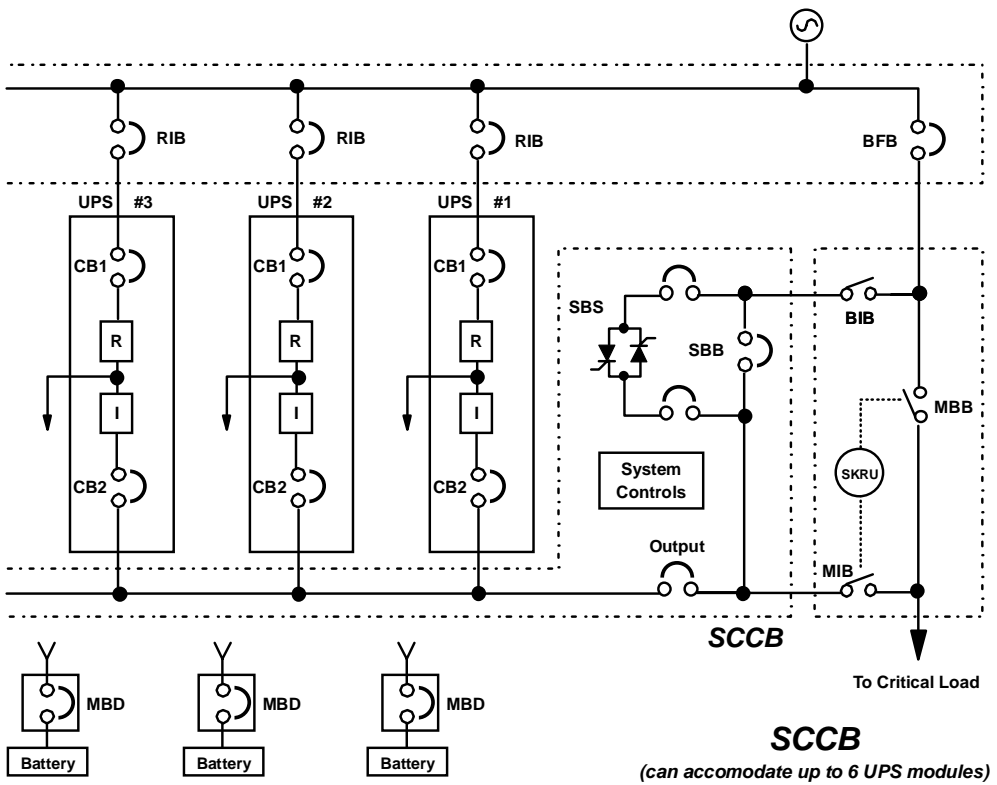 RIB
RIB
RIB
BFB
UPS #3
UPS #2
UPS #1
CB1
CB1
CB1
SBS
BIB
R
R
R
SBB
I
I
I
MBB
System
Controls
SKRU
CB2
CB2
CB2
Output
MIB
SCCB
To Critical Load
MBD
MBD
MBD
Battery
Battery
Battery
SCCB
(can accomodate up to 6 UPS modules)